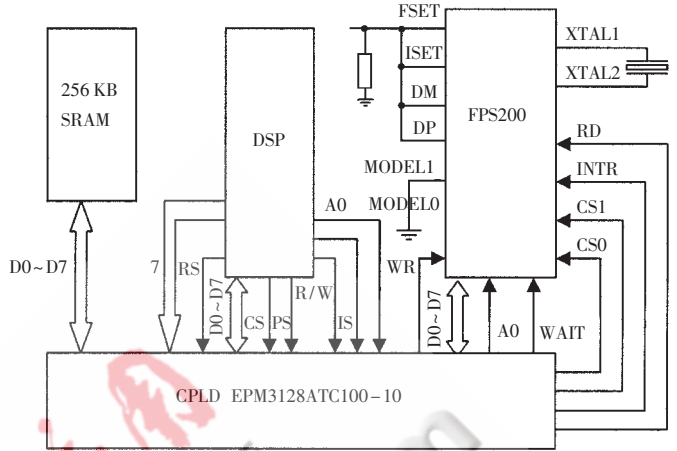 FSET
ISET
DM
DP
MODEL1
MODEL0
FPS200
XTAL1
XTAL2
RD
INTR
CS1
CS0
256 KB
SRAM
DSP
D0~D7
7
RS
D0~D7
CS
PS
R/W
IS
A0
WR
D0~D7
A0
WAIT
CPLD EPM3128ATC100-10